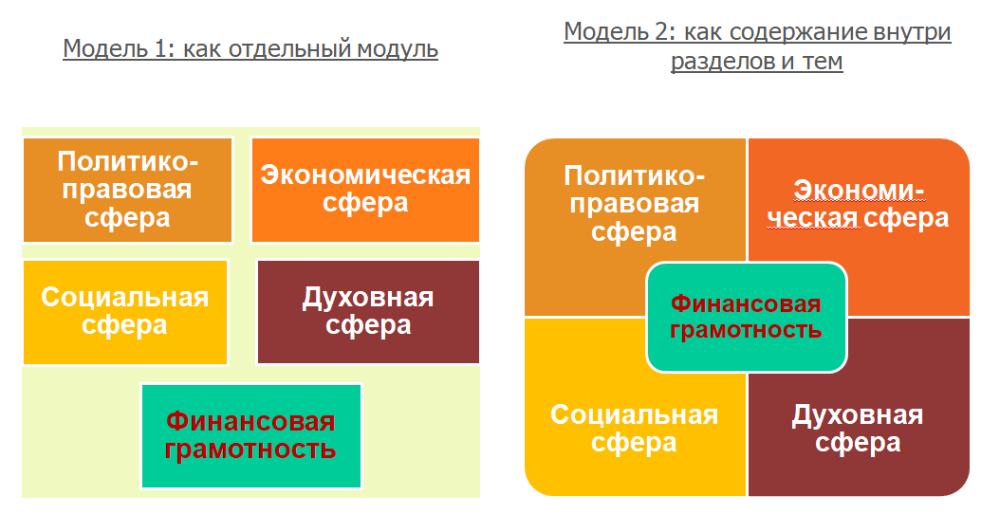 Модель 1: как отдельный модуль
Политико-
правовая
сфера
Экономическая
сфера
Социальная
сфера
Духовная
сфера
Финансовая
грамотность
Модель 2: как содержание внутри
разделов и тем
Политико-
правовая
сфера
Экономи-
ческая сфера
Финансовая
грамотность
Социальная
сфера
Духовная
сфера